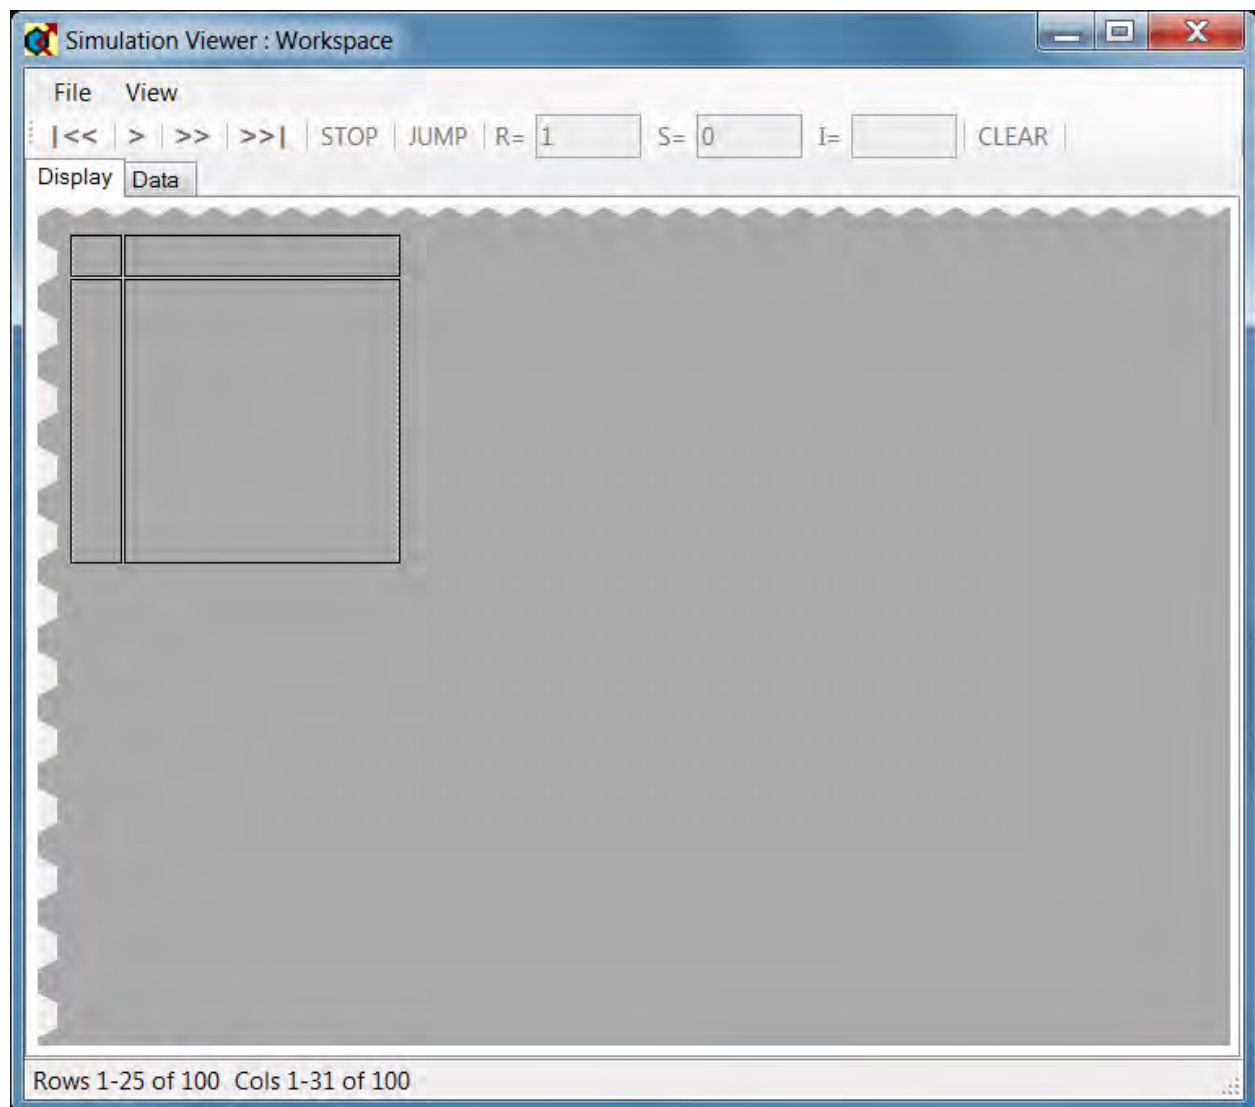 Simulation Viewer : Workspace
File View
|<< > >> >>| STOP JUMP R= 1 S= 0 I= CLEAR
Display Data
Rows 1-25 of 100 Cols 1-31 of 100